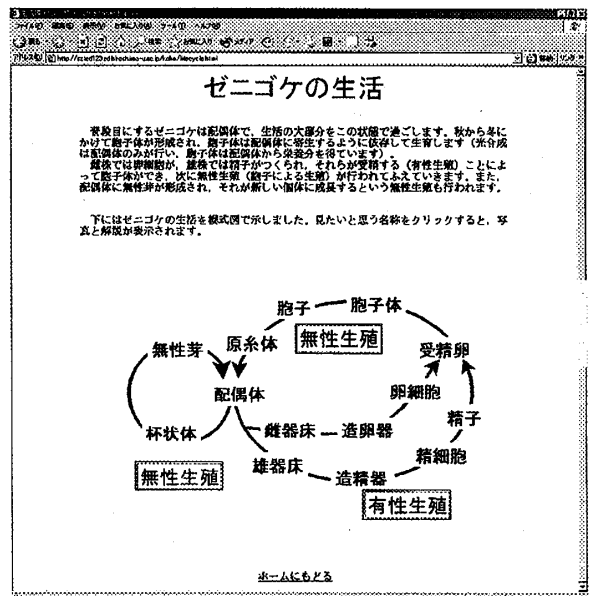 ゼニゴケの生活
普段目にするゼニゴケは配偶体で、生活の大部分をこの状態で過ごします。秋から冬に
かけて胞子体が形成され、胞子体は配偶体に寄生するように依存して生育します（光合成
は配偶体のみが行い、胞子体は配偶体から栄養分を得ています）。
雌株では卵細胞が、雄株では精子がつくられ、それらが受精する（有性生殖）ことによ
って胞子体ができ、次に無性生殖（胞子による生殖）が行われてふえていきます。また、
配偶体に無性芽が形成され、それが新しい個体に成長するという無性生殖も行われます。
下にはゼニゴケの生活を模式図で示しました。見たいと思う名称をクリックすると、写
真と解説が表示されます。
胞子
胞子体
原糸体
無性生殖
無性芽
受精卵
配偶体
卵細胞
精子
杯状体
雌器床
造卵器
精細胞
雄器床
造精器
無性生殖
有性生殖
ホームにもどる